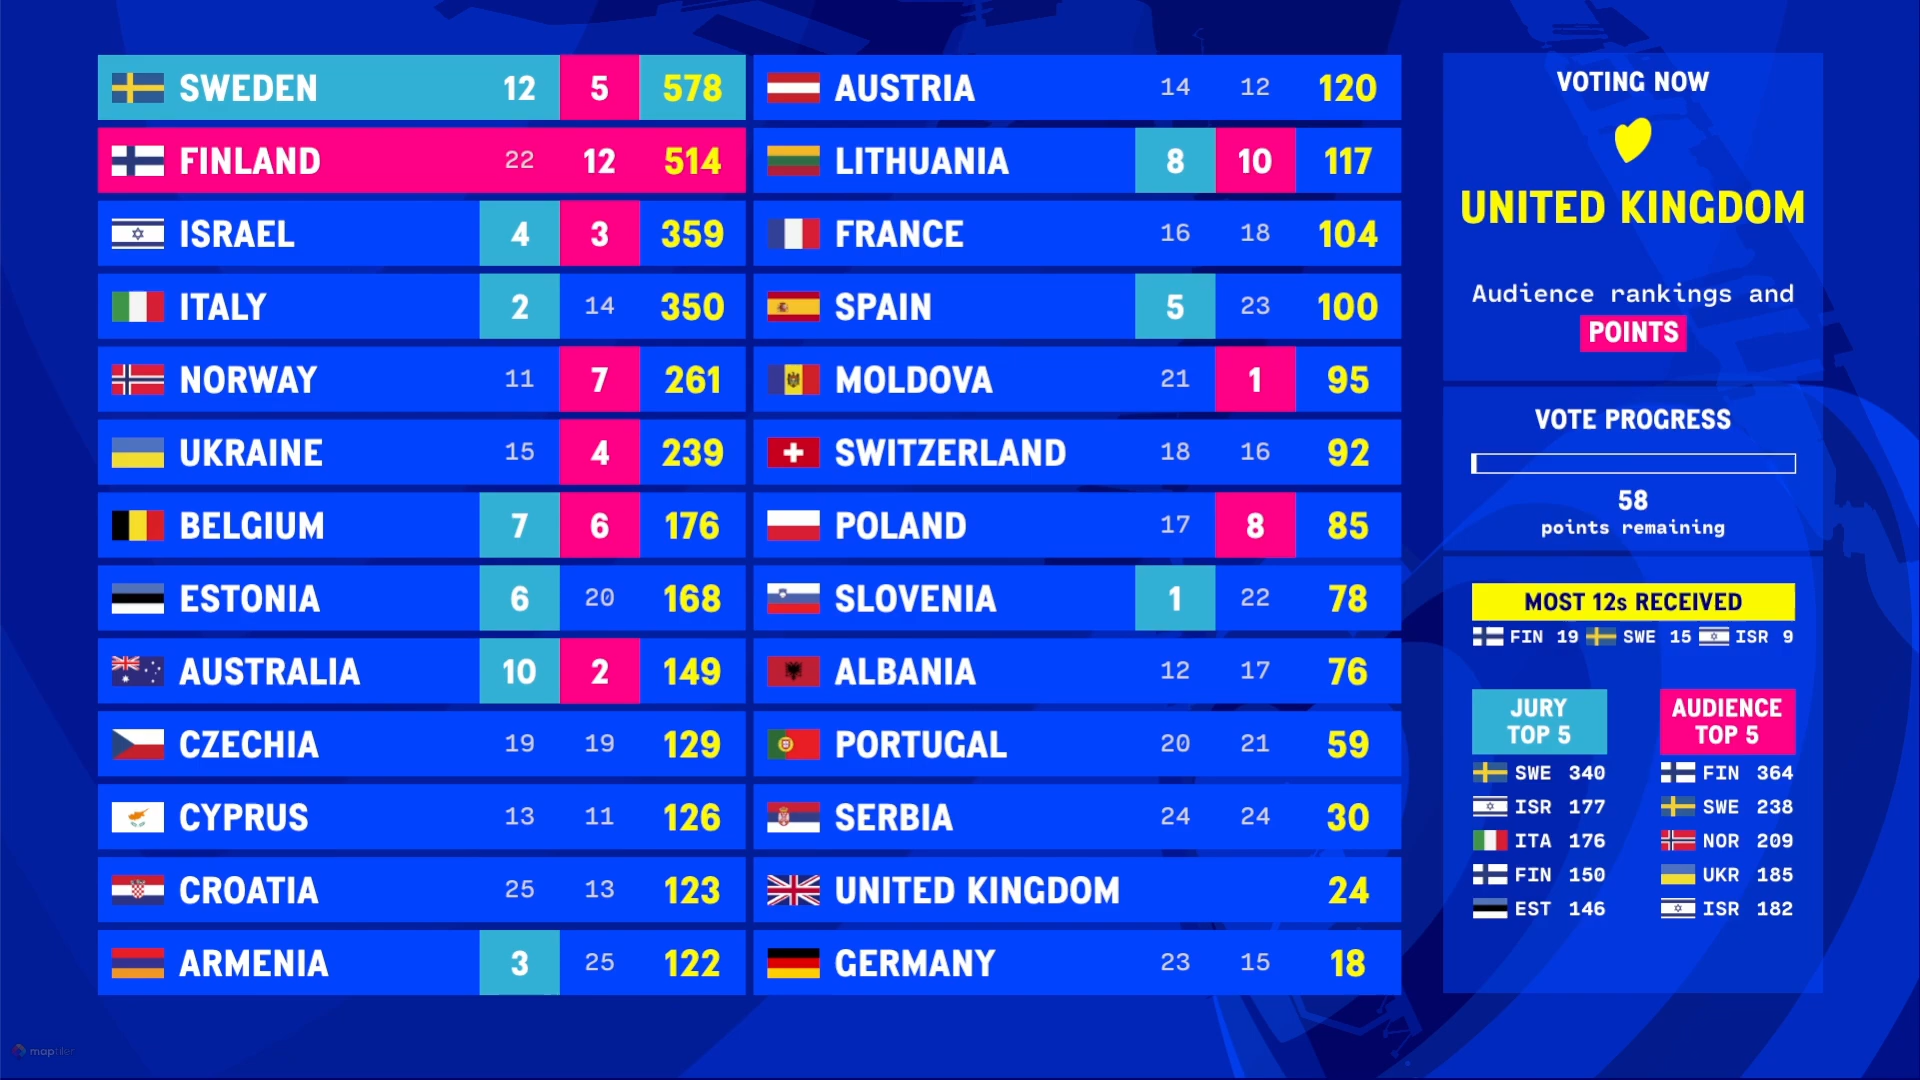 SWEDEN 12 5 578
FINLAND 22 12 514
ISRAEL 4 3 359
ITALY 2 14 350
NORWAY 11 7 261
UKRAINE 15 4 239
BELGIUM 7 6 176
ESTONIA 6 20 168
AUSTRALIA 10 2 149
CZECHIA 19 19 129
CYPRUS 13 11 126
CROATIA 25 13 123
ARMENIA 3 25 122
AUSTRIA 14 12 120
LITHUANIA 8 10 117
FRANCE 16 18 104
SPAIN 5 23 100
MOLDOVA 21 1 95
SWITZERLAND 18 16 92
POLAND 17 8 85
SLOVENIA 1 22 78
ALBANIA 12 17 76
PORTUGAL 20 21 59
SERBIA 24 24 30
UNITED KINGDOM 24
GERMANY 23 15 18
VOTING NOW
UNITED KINGDOM
Audience rankings and
POINTS
VOTE PROGRESS
58
points remaining
MOST 12s RECEIVED
FIN 19 SWE 15 ISR 9
JURY
TOP 5
SWE 340
ISR 177
ITA 176
FIN 150
EST 146
AUDIENCE
TOP 5
FIN 364
SWE 238
NOR 209
UKR 185
ISR 182
maptiler